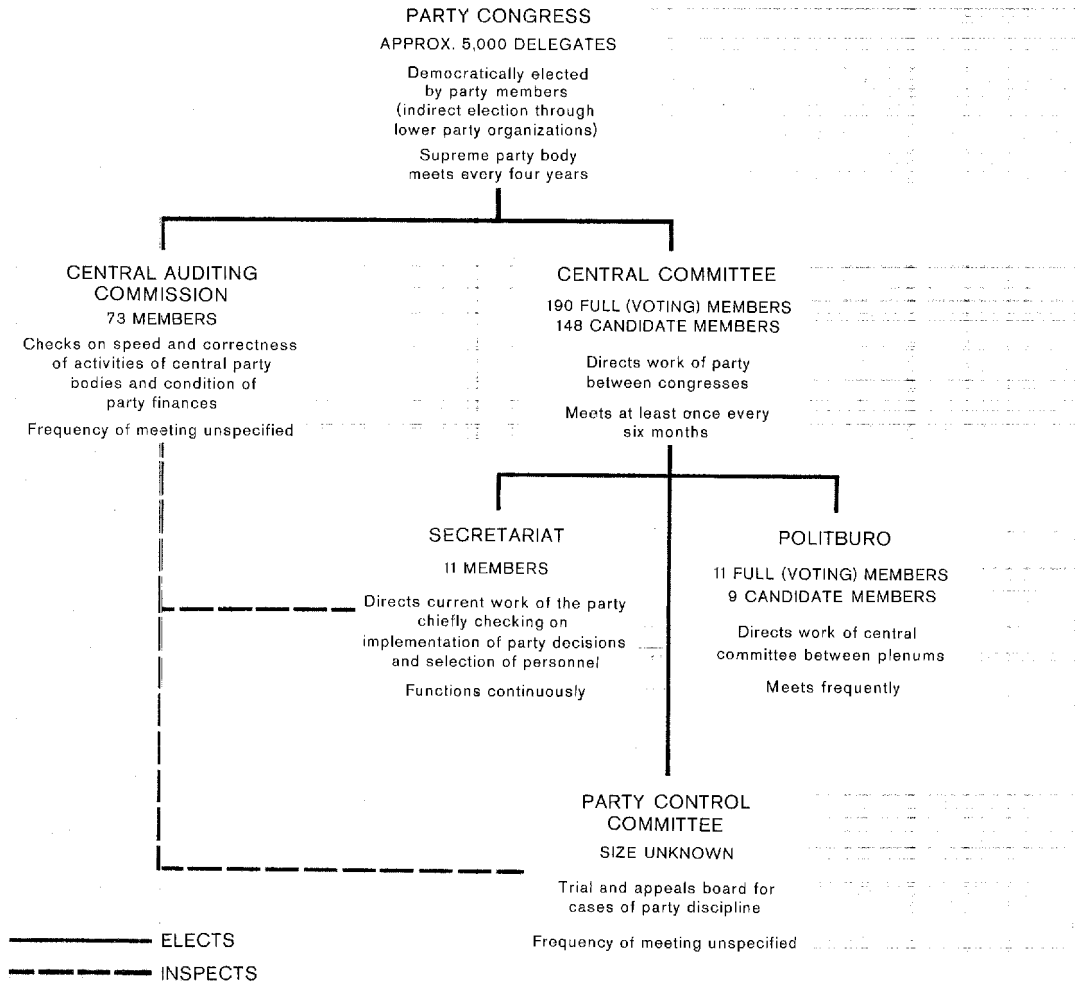 PARTY CONGRESS
APPROX. 5,000 DELEGATES
Democratically elected
by party members
(indirect election through
lower party organizations)
Supreme party body
meets every four years
CENTRAL AUDITING
COMMISSION
73 MEMBERS
Checks on speed and correctness
of activities of central party
bodies and condition of
party finances
Frequency of meeting unspecified
CENTRAL COMMITTEE
190 FULL (VOTING) MEMBERS
148 CANDIDATE MEMBERS
Directs work of party
between congresses
Meets at least once every
six months
SECRETARIAT
11 MEMBERS
Directs current work of the party
chiefly checking on
implementation of party decisions
and selection of personnel
Functions continuously
POLITBURO
11 FULL (VOTING) MEMBERS
9 CANDIDATE MEMBERS
Directs work of central
committee between plenums
Meets frequently
PARTY CONTROL
COMMITTEE
SIZE UNKNOWN
Trial and appeals board for
cases of party discipline
Frequency of meeting unspecified
ELECTS
INSPECTS